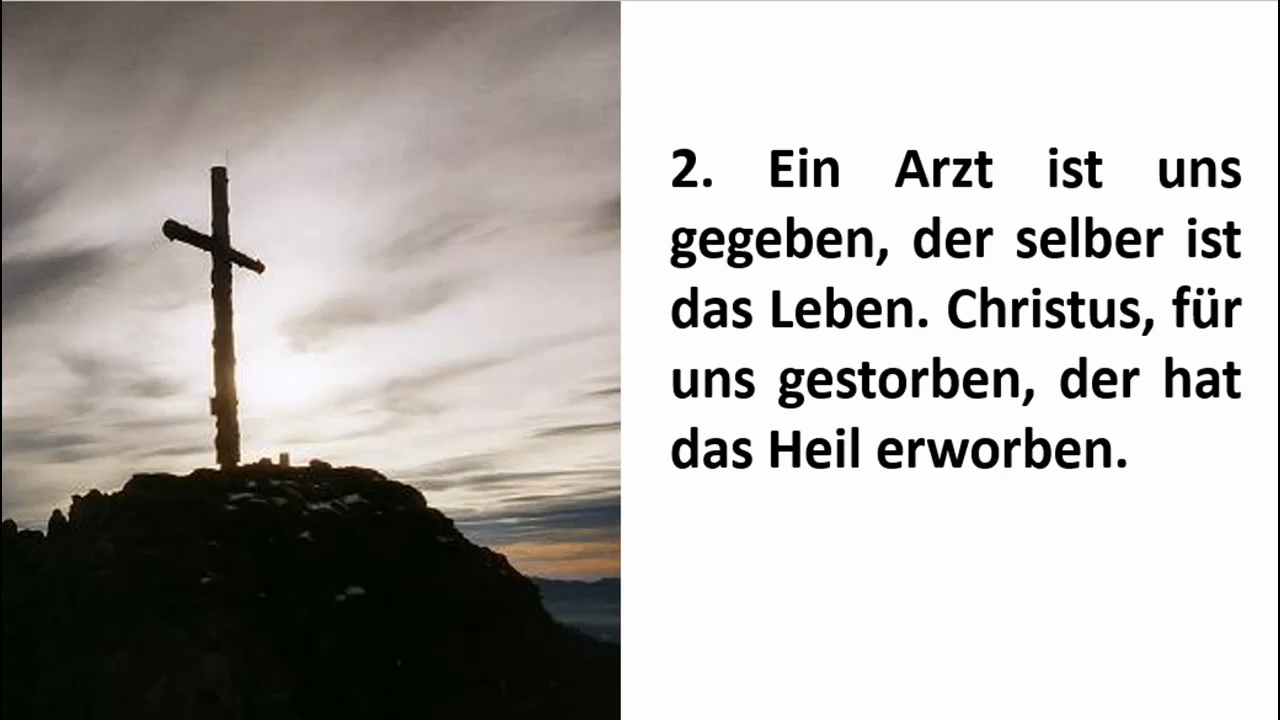 2. Ein Arzt ist uns
gegeben, der selber ist
das Leben. Christus, für
uns gestorben, der hat
das Heil erworben.